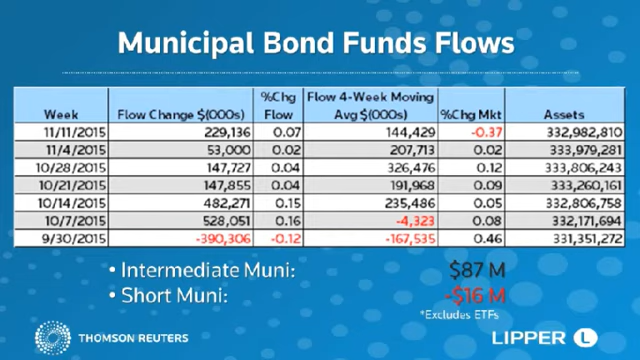 Municipal Bond Funds Flows
%Chg Flow 4-Week Moving
Week Flow Change $(000s) Flow Avg $(000s) %Chg Mkt Assets
11/11/2015 229,136 0.07 144,429 -0.37 332,982,810
11/4/2015 53,000 0.02 207,713 0.02 333,979,281
10/28/2015 147,727 0.04 326,476 0.12 333,806,243
10/21/2015 147,855 0.04 191,968 0.09 333,260,161
10/14/2015 482,271 0.15 235,486 0.05 332,806,758
10/7/2015 528,051 0.16 -4,323 0.08 332,171,694
9/30/2015 -390,306 -0.12 -167,535 0.46 331,351,272
• Intermediate Muni: $87 M
• Short Muni: -$16 M
*Excludes ETFs
THOMSON REUTERS LIPPER L